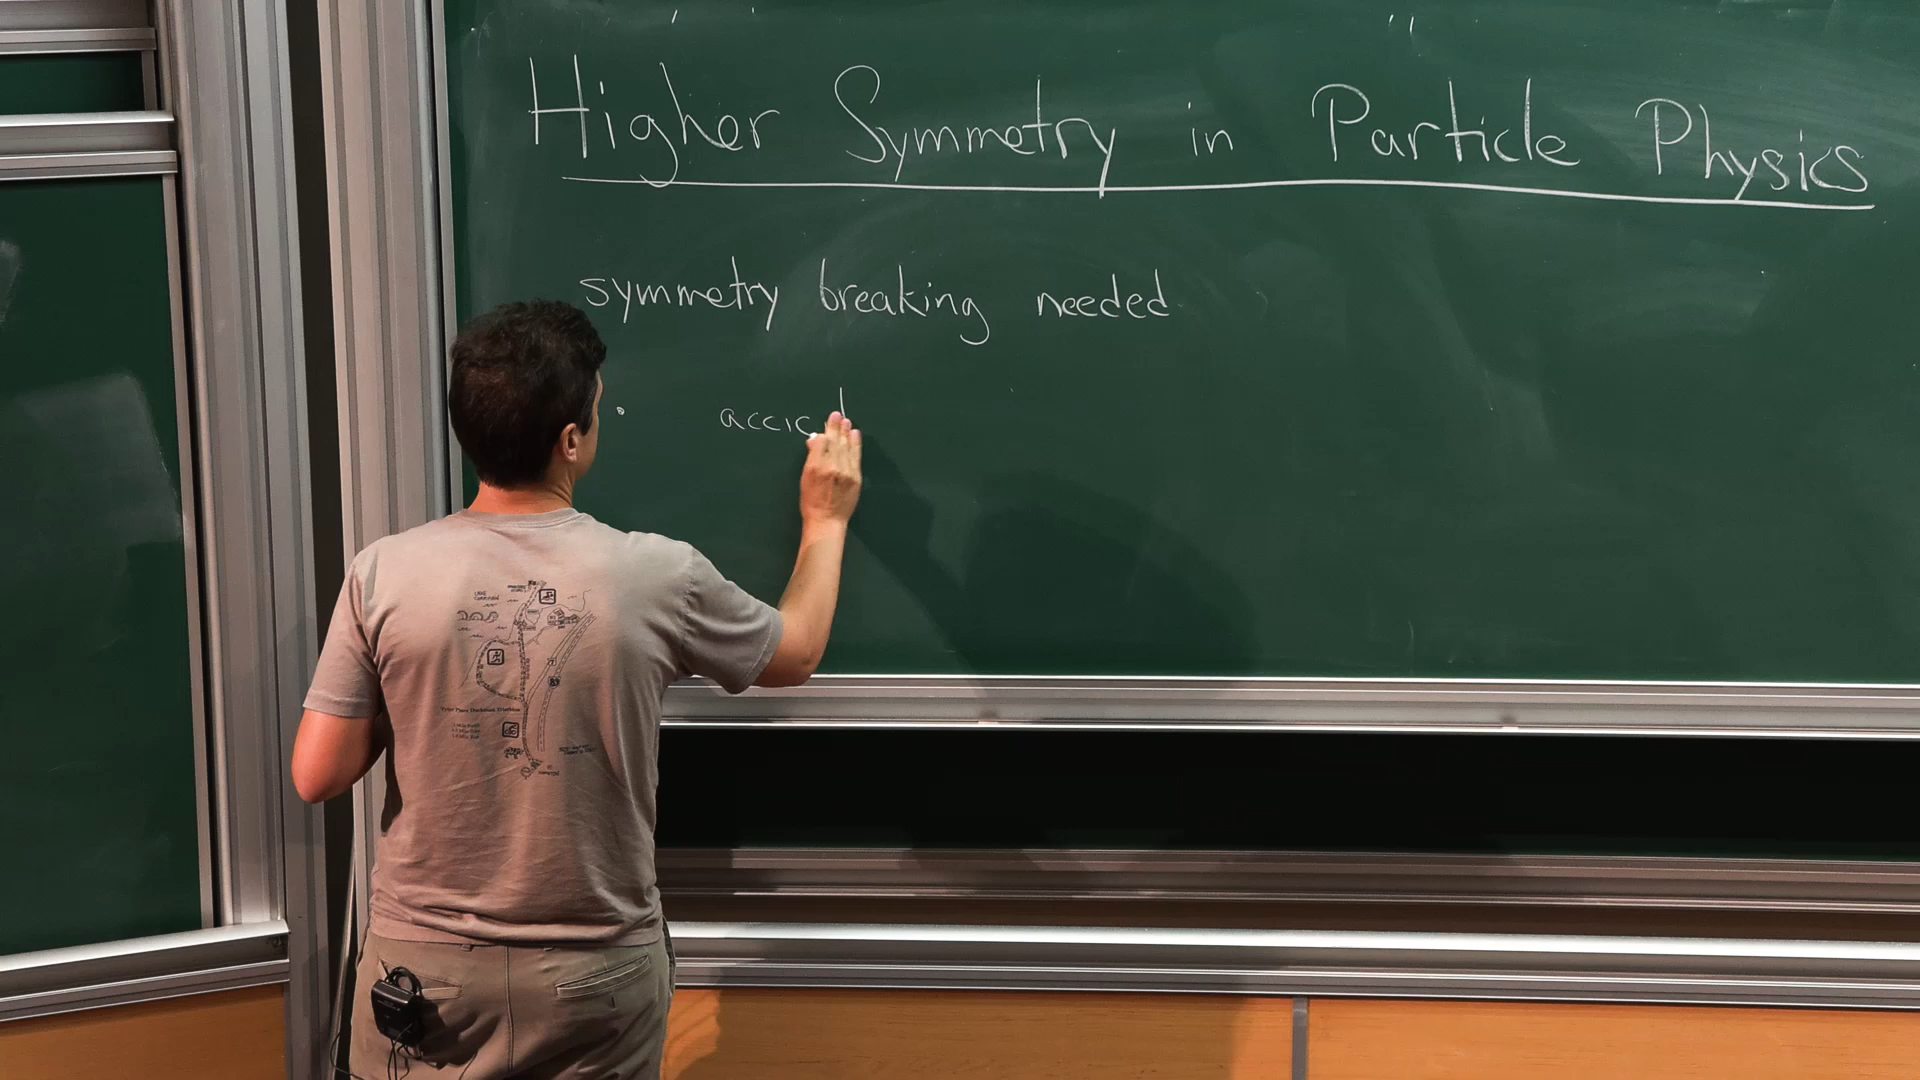 Higher Symmetry in Particle Physics
symmetry breaking needed
• accid